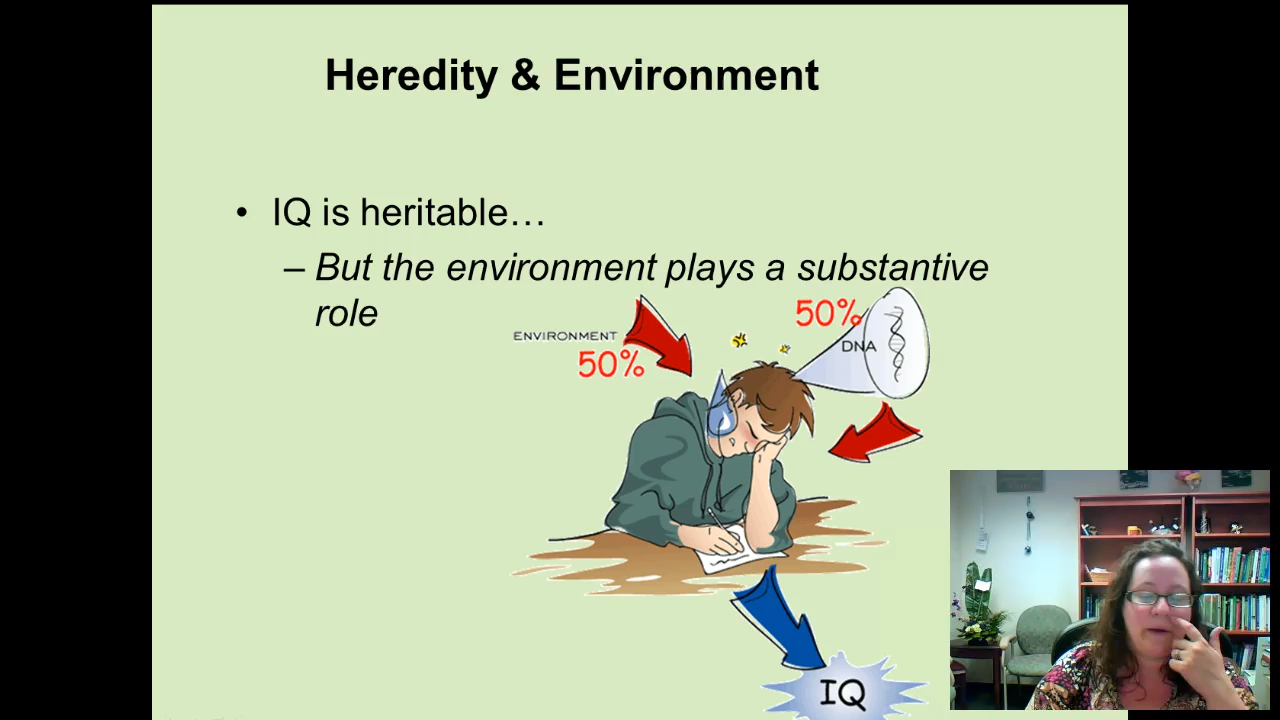 Heredity & Environment
• IQ is heritable…
– But the environment plays a substantive
role
50%
ENVIRONMENT
DNA
50%
IQ